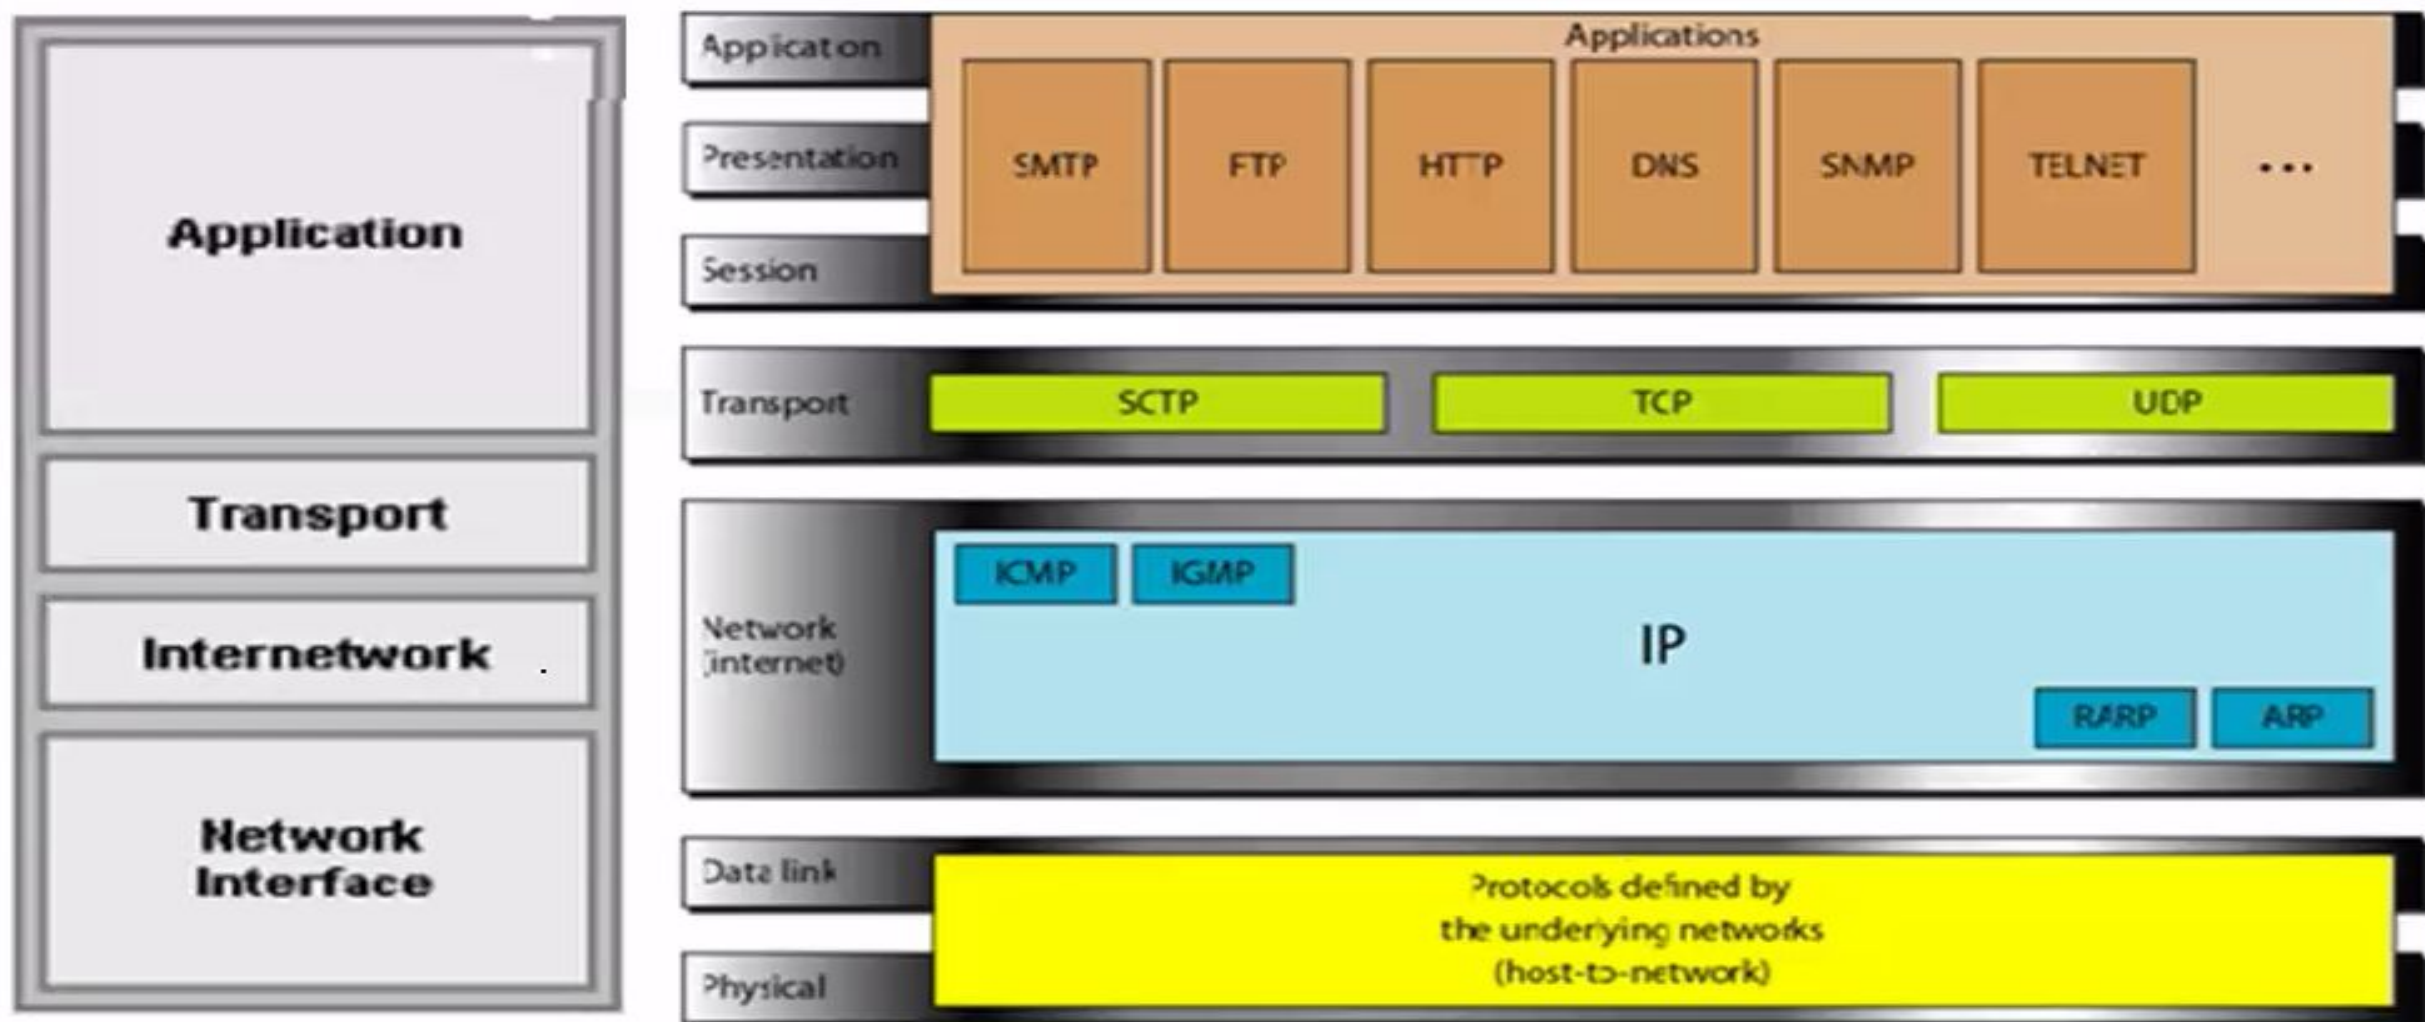 Application
Transport
Internetwork .
Network
Interface
Application
Presentation
Session
Applications
SMTP FTP HTTP DNS SNMP TELNET ...
Transport
SCTP TCP UDP
Network
(internet)
ICMP IGMP
IP
RARP ARP
Data link
Physical
Protocols defined by
the underlying networks
(host-to-network)